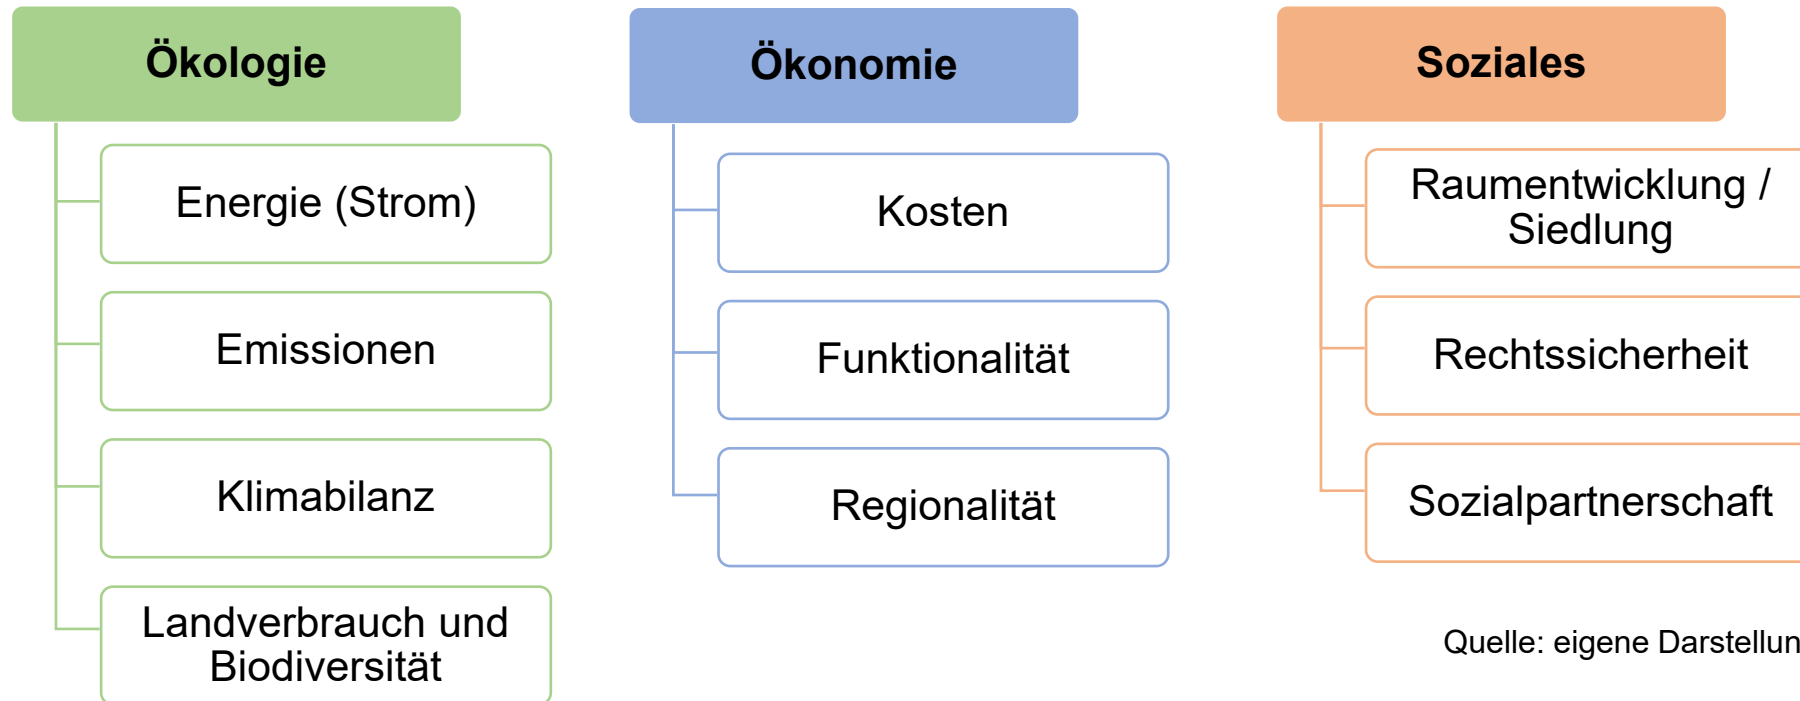 Ökologie
Energie (Strom)
Emissionen
Klimabilanz
Landverbrauch und
Biodiversität
Ökonomie
Kosten
Funktionalität
Regionalität
Soziales
Raumentwicklung /
Siedlung
Rechtssicherheit
Sozialpartnerschaft
Quelle: eigene Darstellun